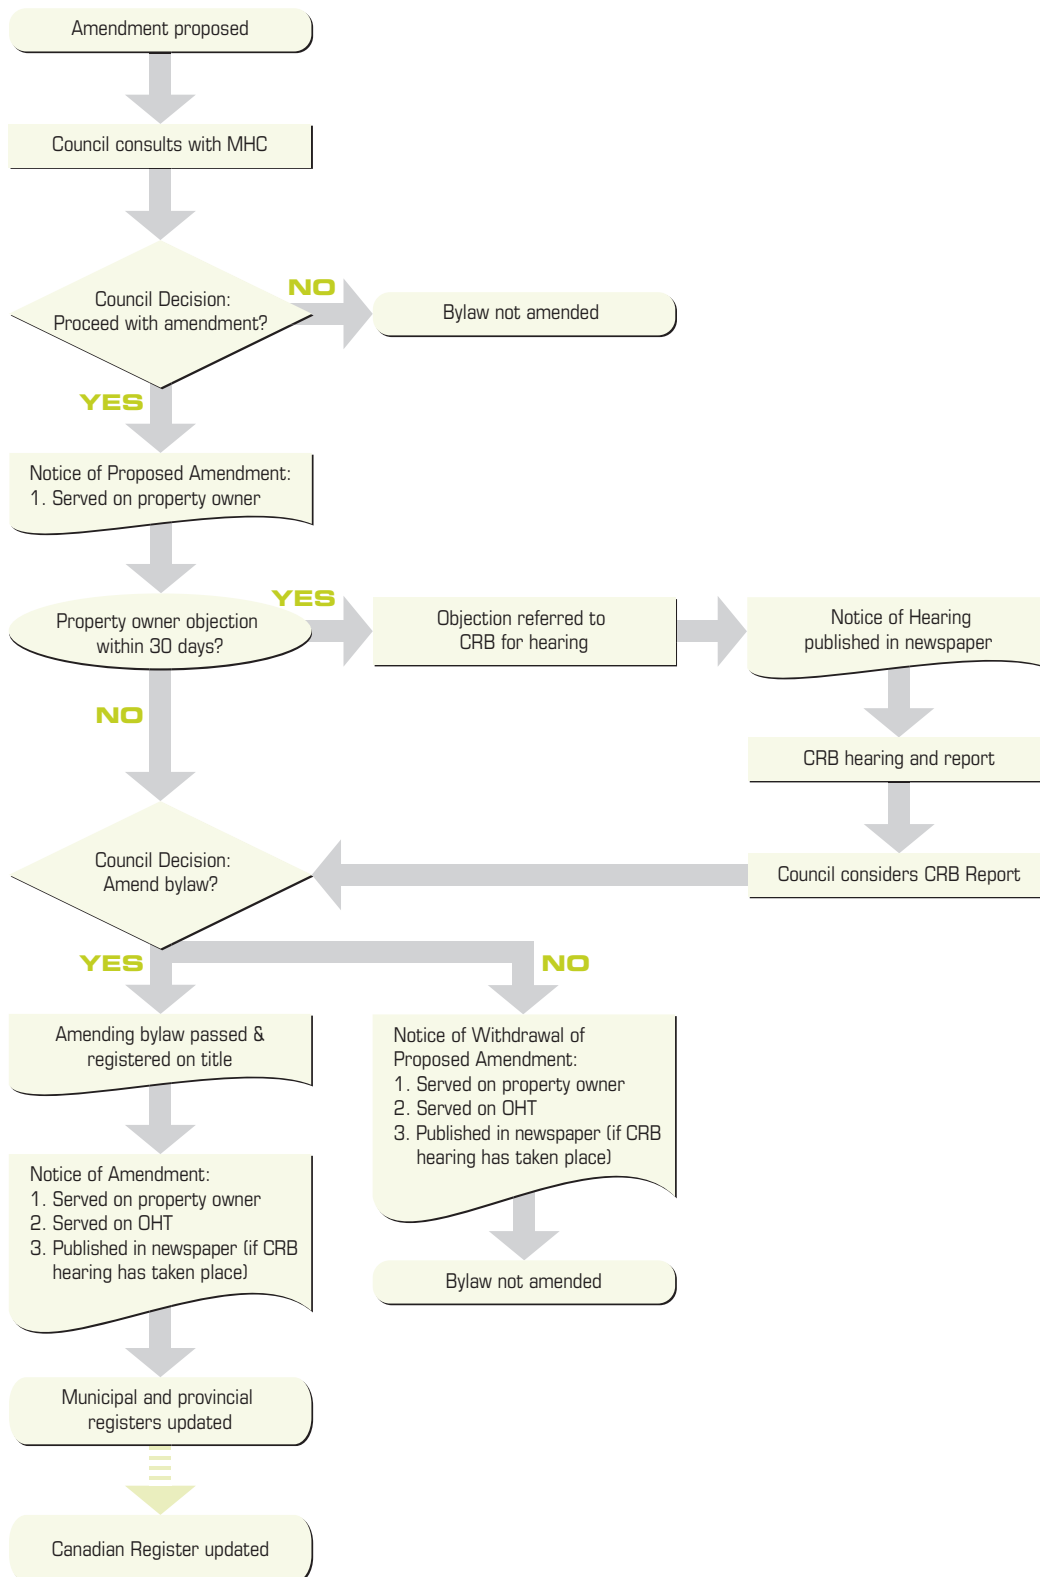 Amendment proposed
Council consults with MHC
Council Decision:
Proceed with amendment?
NO
Bylaw not amended
YES
Notice of Proposed Amendment:
1. Served on property owner
Property owner objection
within 30 days?
YES
Objection referred to
CRB for hearing
Notice of Hearing
published in newspaper
NO
CRB hearing and report
Council considers CRB Report
Council Decision:
Amend bylaw?
YES
NO
Amending bylaw passed &
registered on title
Notice of Withdrawal of
Proposed Amendment:
1. Served on property owner
2. Served on OHT
3. Published in newspaper (if CRB
hearing has taken place)
Notice of Amendment:
1. Served on property owner
2. Served on OHT
3. Published in newspaper (if CRB
hearing has taken place)
Bylaw not amended
Municipal and provincial
registers updated
Canadian Register updated